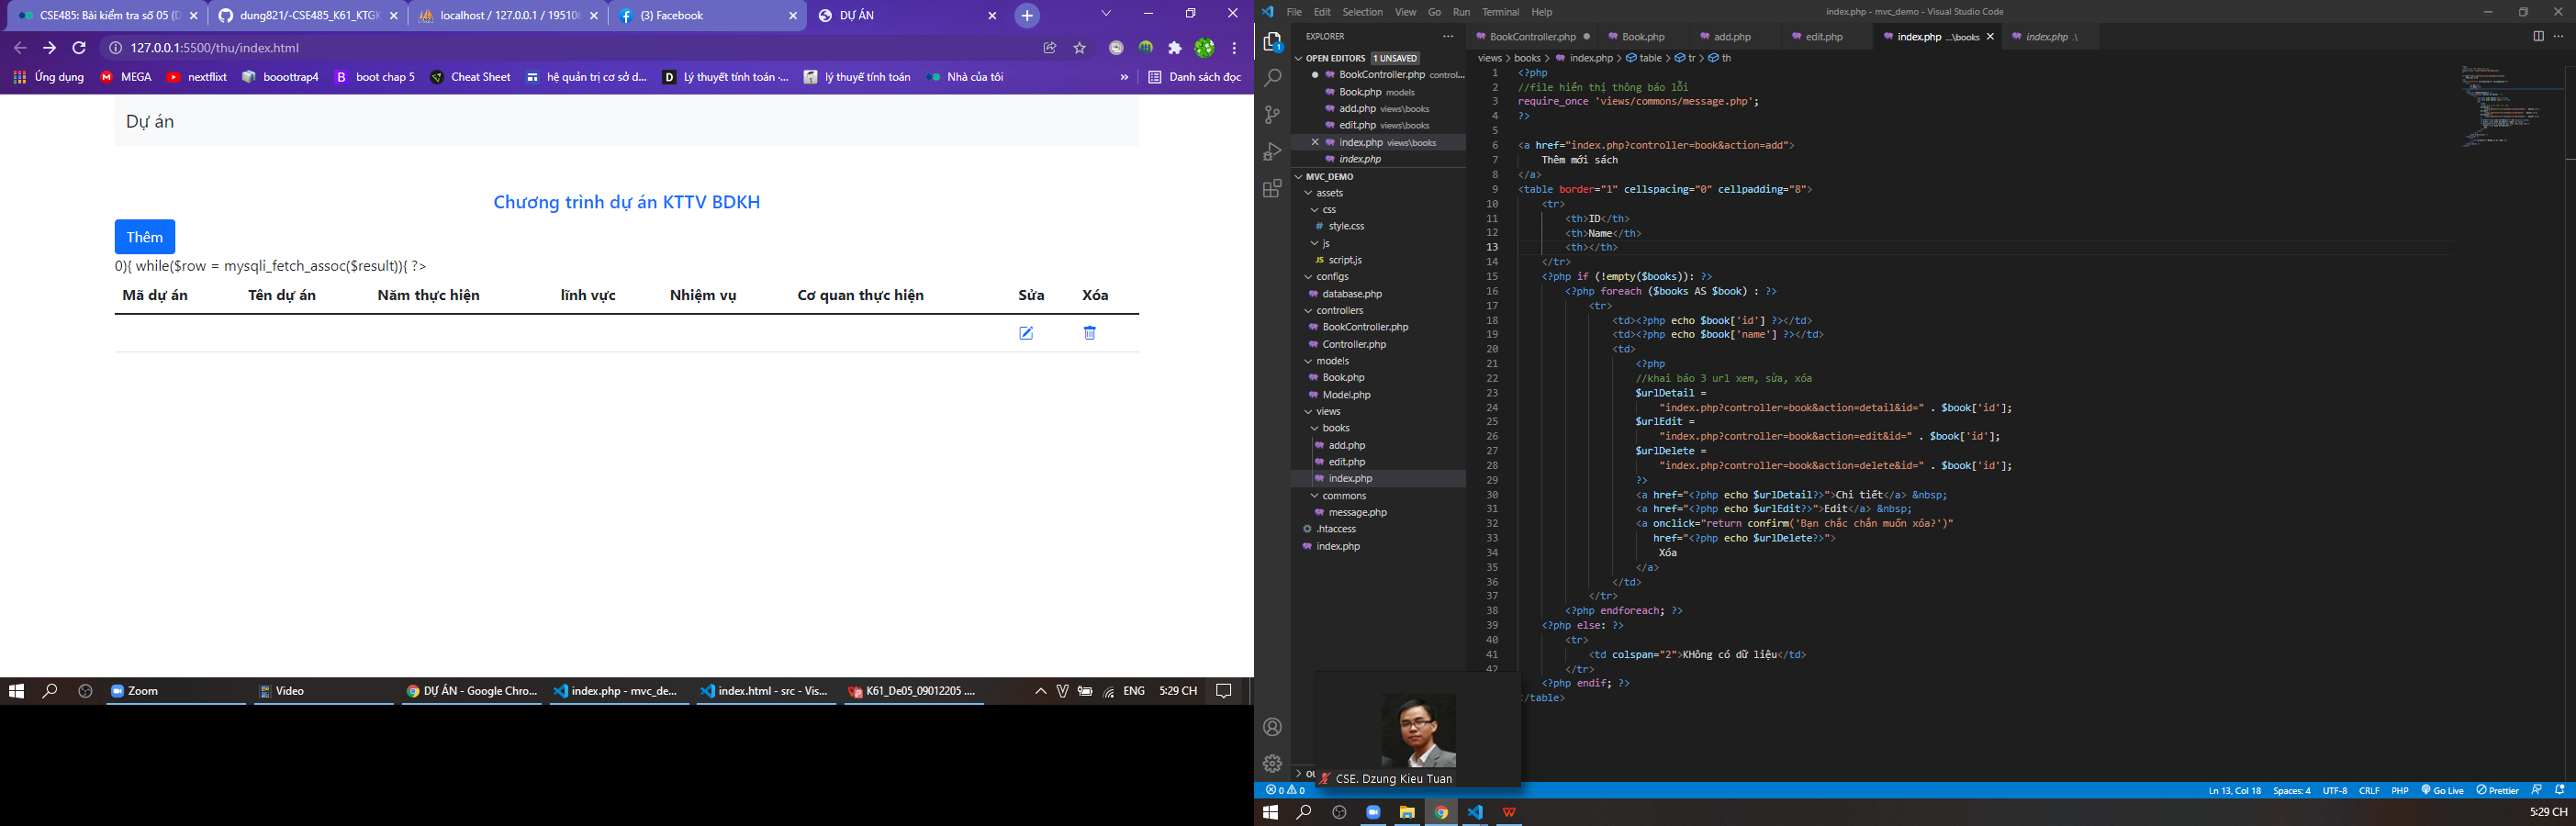 CSE485: Bài kiểm tra số 05 (D
dung821/-CSE485_K61_KTGK
localhost / 127.0.0.1 / 195106
(3) Facebook
DỰ ÁN
127.0.0.1:5500/thu/index.html
Ứng dụng
MEGA
nextflixt
booottrap4
boot chap 5
Cheat Sheet
hệ quản trị cơ sở d...
Lý thuyết tính toán -...
lý thuyế tính toán
Nhà của tôi
»
Danh sách đọc
Dự án
Chương trình dự án KTTV BDKH
Thêm
0){ while($row = mysqli_fetch_assoc($result)){ ?>
Mã dự án Tên dự án Năm thực hiện lĩnh vực Nhiệm vụ Cơ quan thực hiện Sửa Xóa
Zoom
Video
DỰ ÁN - Google Chro...
index.php - mvc_de...
index.html - src - Vis...
K61_De05_09012205 ....
ENG
5:29 CH
File Edit Selection View Go Run Terminal Help
index.php - mvc_demo - Visual Studio Code
EXPLORER
OPEN EDITORS 1 UNSAVED
BookController.php control...
Book.php models
add.php views\books
edit.php views\books
index.php views\books
index.php
MVC_DEMO
assets
css
# style.css
js
JS script.js
configs
database.php
controllers
BookController.php
Controller.php
models
Book.php
Model.php
views
books
add.php
edit.php
index.php
commons
message.php
.htaccess
index.php
BookController.php
Book.php
add.php
edit.php
index.php ...\books
index.php .\
views > books > index.php > table > tr > th
1 <?php
2 //file hiển thị thông báo lỗi
3 require_once 'views/commons/message.php';
4 ?>
5
6 <a href="index.php?controller=book&action=add">
7 Thêm mới sách
8 </a>
9 <table border="1" cellspacing="0" cellpadding="8">
10 <tr>
11 <th>ID</th>
12 <th>Name</th>
13 <th></th>
14 </tr>
15 <?php if (!empty($books)): ?>
16 <?php foreach ($books AS $book) : ?>
17 <tr>
18 <td><?php echo $book['id'] ?></td>
19 <td><?php echo $book['name'] ?></td>
20 <td>
21 <?php
22 //khai báo 3 url xem, sửa, xóa
23 $urlDetail =
24 "index.php?controller=book&action=detail&id=" . $book['id'];
25 $urlEdit =
26 "index.php?controller=book&action=edit&id=" . $book['id'];
27 $urlDelete =
28 "index.php?controller=book&action=delete&id=" . $book['id'];
29 ?>
30 <a href="<?php echo $urlDetail?>">Chi tiết</a> &nbsp;
31 <a href="<?php echo $urlEdit?>">Edit</a> &nbsp;
32 <a onclick="return confirm('Bạn chắc chắn muốn xóa?')"
33 href="<?php echo $urlDelete?>">
34 Xóa
35 </a>
36 </td>
37 </tr>
38 <?php endforeach; ?>
39 <?php else: ?>
40 <tr>
41 <td colspan="2">KHông có dữ liệu</td>
42 </tr>
<?php endif; ?>
/table>
CSE. Dzung Kieu Tuan
OU
0 0
Ln 13, Col 18 Spaces: 4 UTF-8 CRLF PHP Go Live Prettier
5:29 CH